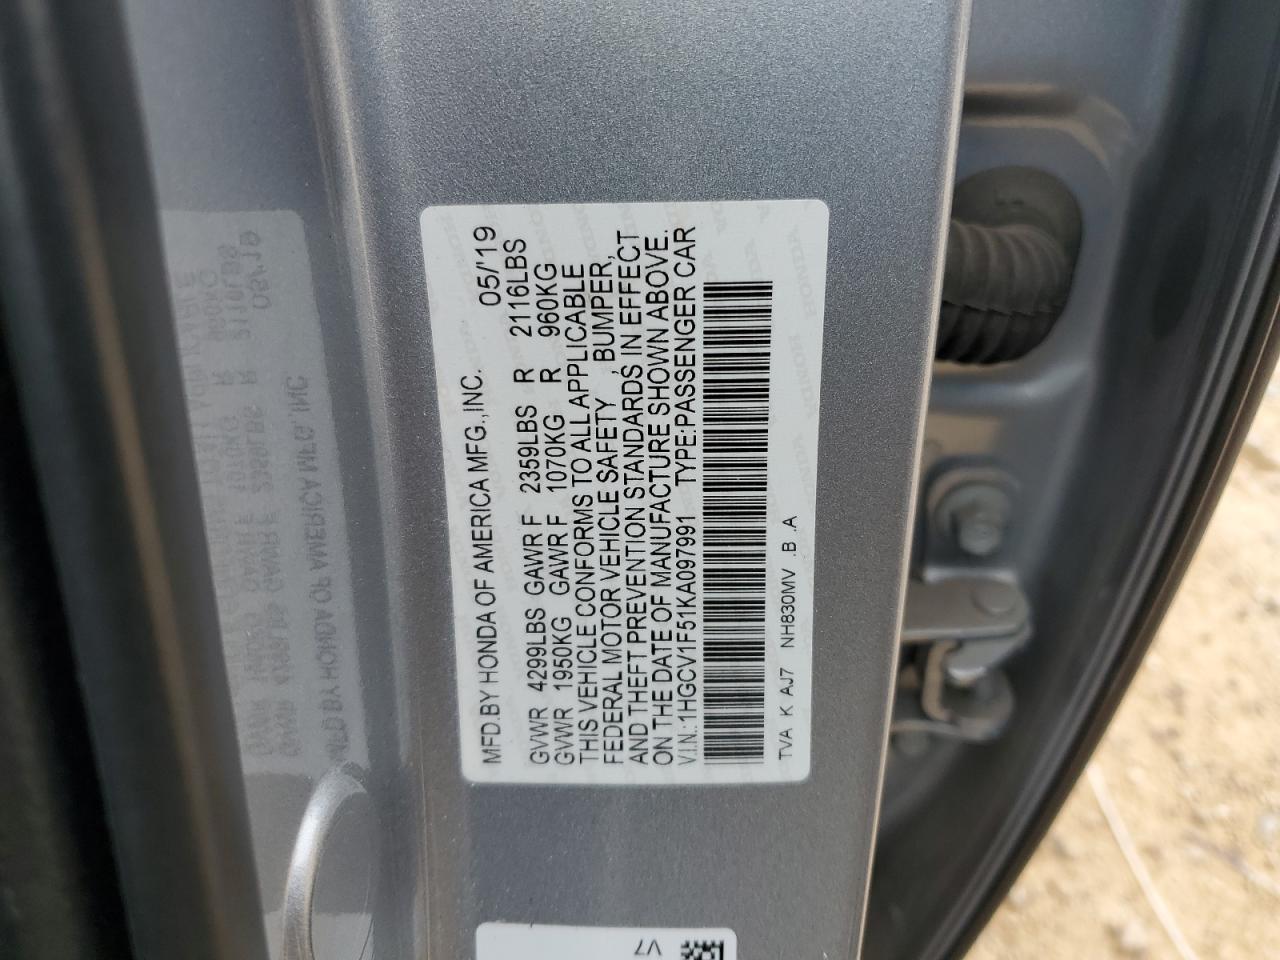 MFD.BY HONDA OF AMERICA MFG.,INC. 05/'19
GVWR 4299LBS GAWR F 2359LBS R 2116LBS
GVWR 1950KG GAWR F 1070KG R 960KG
THIS VEHICLE CONFORMS TO ALL APPLICABLE
FEDERAL MOTOR VEHICLE SAFETY , BUMPER,
AND THEFT PREVENTION STANDARDS IN EFFECT
ON THE DATE OF MANUFACTURE SHOWN ABOVE.
V.I.N.:1HGCV1F51KA097991 TYPE:PASSENGER CAR
TVA K AJ7 NH830MV .B .A
V7